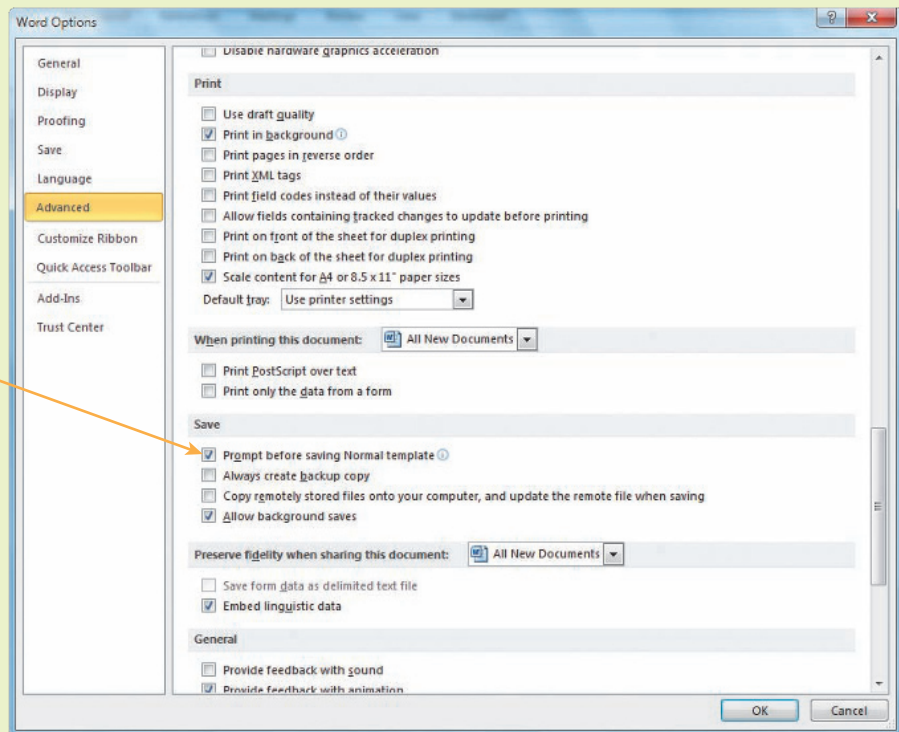 Word Options
General
Display
Proofing
Save
Language
Advanced
Customize Ribbon
Quick Access Toolbar
Add-Ins
Trust Center
Disable hardware graphics acceleration
Print
Use draft quality
Print in background
Print pages in reverse order
Print XML tags
Print field codes instead of their values
Allow fields containing tracked changes to update before printing
Print on front of the sheet for duplex printing
Print on back of the sheet for duplex printing
Scale content for A4 or 8.5 x 11" paper sizes
Default tray: Use printer settings
When printing this document: All New Documents
Print PostScript over text
Print only the data from a form
Save
Prompt before saving Normal template
Always create backup copy
Copy remotely stored files onto your computer, and update the remote file when saving
Allow background saves
Preserve fidelity when sharing this document: All New Documents
Save form data as delimited text file
Embed linguistic data
General
Provide feedback with sound
Provide feedback with animation
OK Cancel